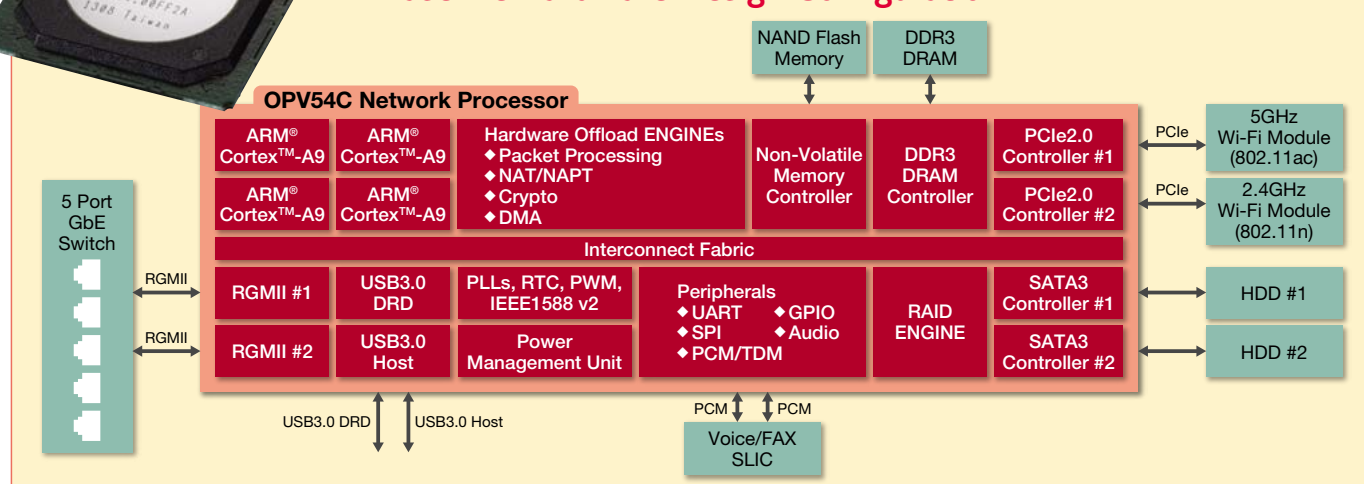 .00FF2A
1308 Taiwan
NAND Flash
Memory
DDR3
DRAM
OPV54C Network Processor
ARM®
Cortex™-A9
ARM®
Cortex™-A9
ARM®
Cortex™-A9
ARM®
Cortex™-A9
Hardware Offload ENGINEs
◆Packet Processing
◆NAT/NAPT
◆Crypto
◆DMA
Non-Volatile
Memory
Controller
DDR3
DRAM
Controller
PCIe2.0
Controller #1
PCIe2.0
Controller #2
PCIe
5GHz
Wi-Fi Module
(802.11ac)
PCIe
2.4GHz
Wi-Fi Module
(802.11n)
5 Port
GbE
Switch
Interconnect Fabric
RGMII
RGMII
RGMII #1
RGMII #2
USB3.0
DRD
USB3.0
Host
PLLs, RTC, PWM,
IEEE1588 v2
Power
Management Unit
Peripherals
◆UART ◆GPIO
◆SPI ◆Audio
◆PCM/TDM
RAID
ENGINE
SATA3
Controller #1
SATA3
Controller #2
HDD #1
HDD #2
USB3.0 DRD
USB3.0 Host
PCM
PCM
Voice/FAX
SLIC